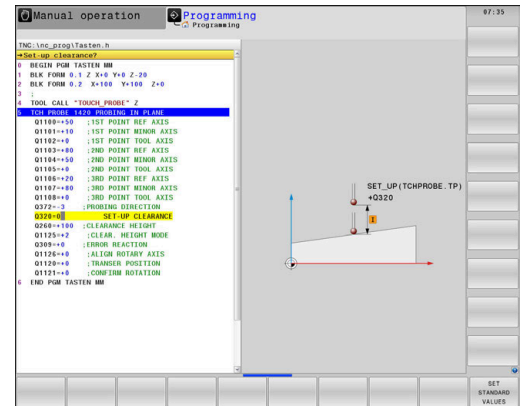 Manual operation
Programming
Programming
07:35
TNC:\nc_prog\Tasten.h
→Set-up clearance?
0 BEGIN PGM TASTEN MM
1 BLK FORM 0.1 Z X+0 Y+0 Z-20
2 BLK FORM 0.2 X+100 Y+100 Z+0
3 ;
4 TOOL CALL "TOUCH_PROBE" Z
5 TCH PROBE 1420 PROBING IN PLANE
Q1100=+50 ;1ST POINT REF AXIS
Q1101=+10 ;1ST POINT MINOR AXIS
Q1102=+0 ;1ST POINT TOOL AXIS
Q1103=+80 ;2ND POINT REF AXIS
Q1104=+50 ;2ND POINT MINOR AXIS
Q1105=+0 ;2ND POINT TOOL AXIS
Q1106=+20 ;3RD POINT REF AXIS
Q1107=+80 ;3RD POINT MINOR AXIS
Q1108=+0 ;3RD POINT TOOL AXIS
Q372=-3 ;PROBING DIRECTION
Q320=0 SET-UP CLEARANCE
Q260=+100 ;CLEARANCE HEIGHT
Q1125=+2 ;CLEAR. HEIGHT MODE
Q309=+0 ;ERROR REACTION
Q1126=+0 ;ALIGN ROTARY AXIS
Q1120=+0 ;TRANSER POSITION
Q1121=+0 ;CONFIRM ROTATION
6 END PGM TASTEN MM
SET_UP(TCHPROBE.TP)
+Q320
I
SET
STANDARD
VALUES